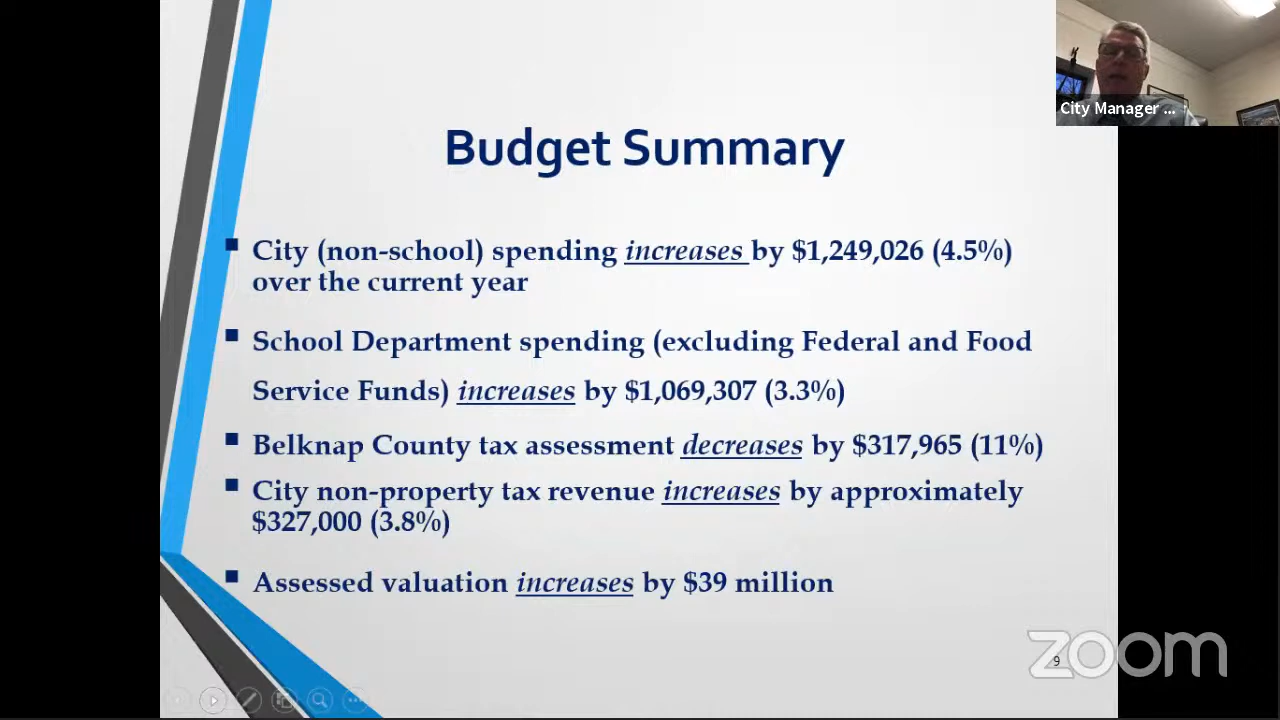 City Manager ...
Budget Summary
▪ City (non-school) spending increases by $1,249,026 (4.5%)
over the current year
▪ School Department spending (excluding Federal and Food
Service Funds) increases by $1,069,307 (3.3%)
▪ Belknap County tax assessment decreases by $317,965 (11%)
▪ City non-property tax revenue increases by approximately
$327,000 (3.8%)
▪ Assessed valuation increases by $39 million
9
zoom